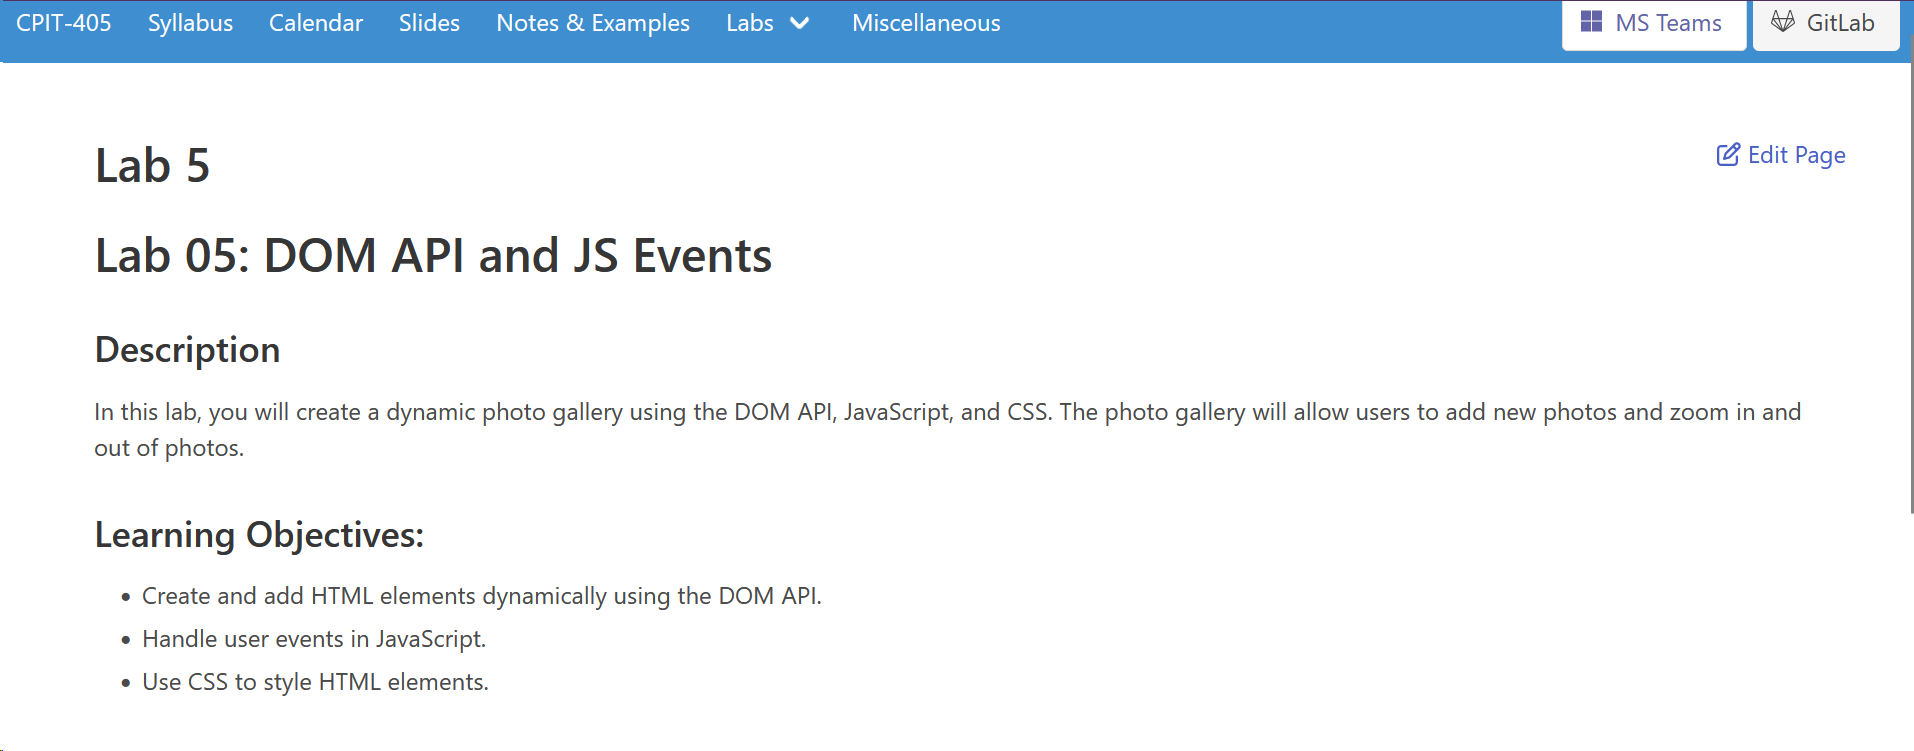 CPIT-405 Syllabus Calendar Slides Notes & Examples Labs Miscellaneous MS Teams GitLab
Lab 5
Edit Page
Lab 05: DOM API and JS Events
Description
In this lab, you will create a dynamic photo gallery using the DOM API, JavaScript, and CSS. The photo gallery will allow users to add new photos and zoom in and
out of photos.
Learning Objectives:
• Create and add HTML elements dynamically using the DOM API.
• Handle user events in JavaScript.
• Use CSS to style HTML elements.